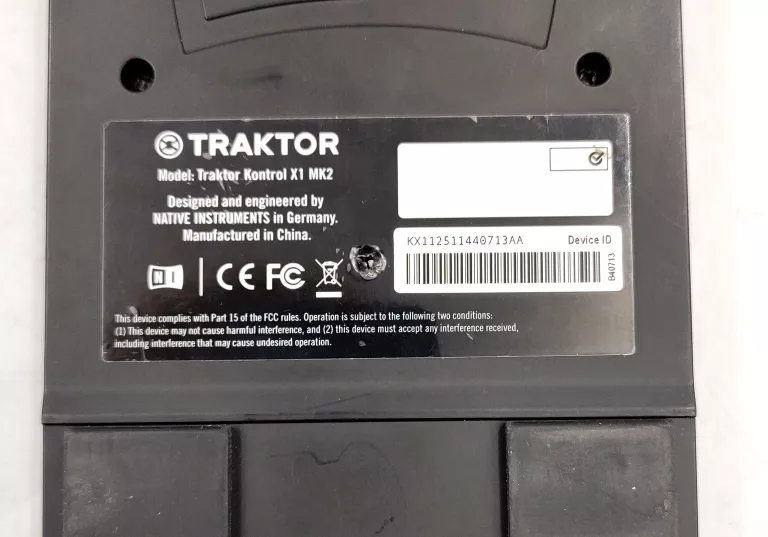 TRAKTOR
Model: Traktor Kontrol X1 MK2
Designed and engineered by
NATIVE INSTRUMENTS in Germany.
Manufactured in China.
NI
CE FC
This device complies with Part 15 of the FCC rules. Operation is subject to the following two conditions:
(1) This device may not cause harmful interference, and (2) this device must accept any interference received,
including interference that may cause undesired operation.
KX112511440713AA Device ID
B40713